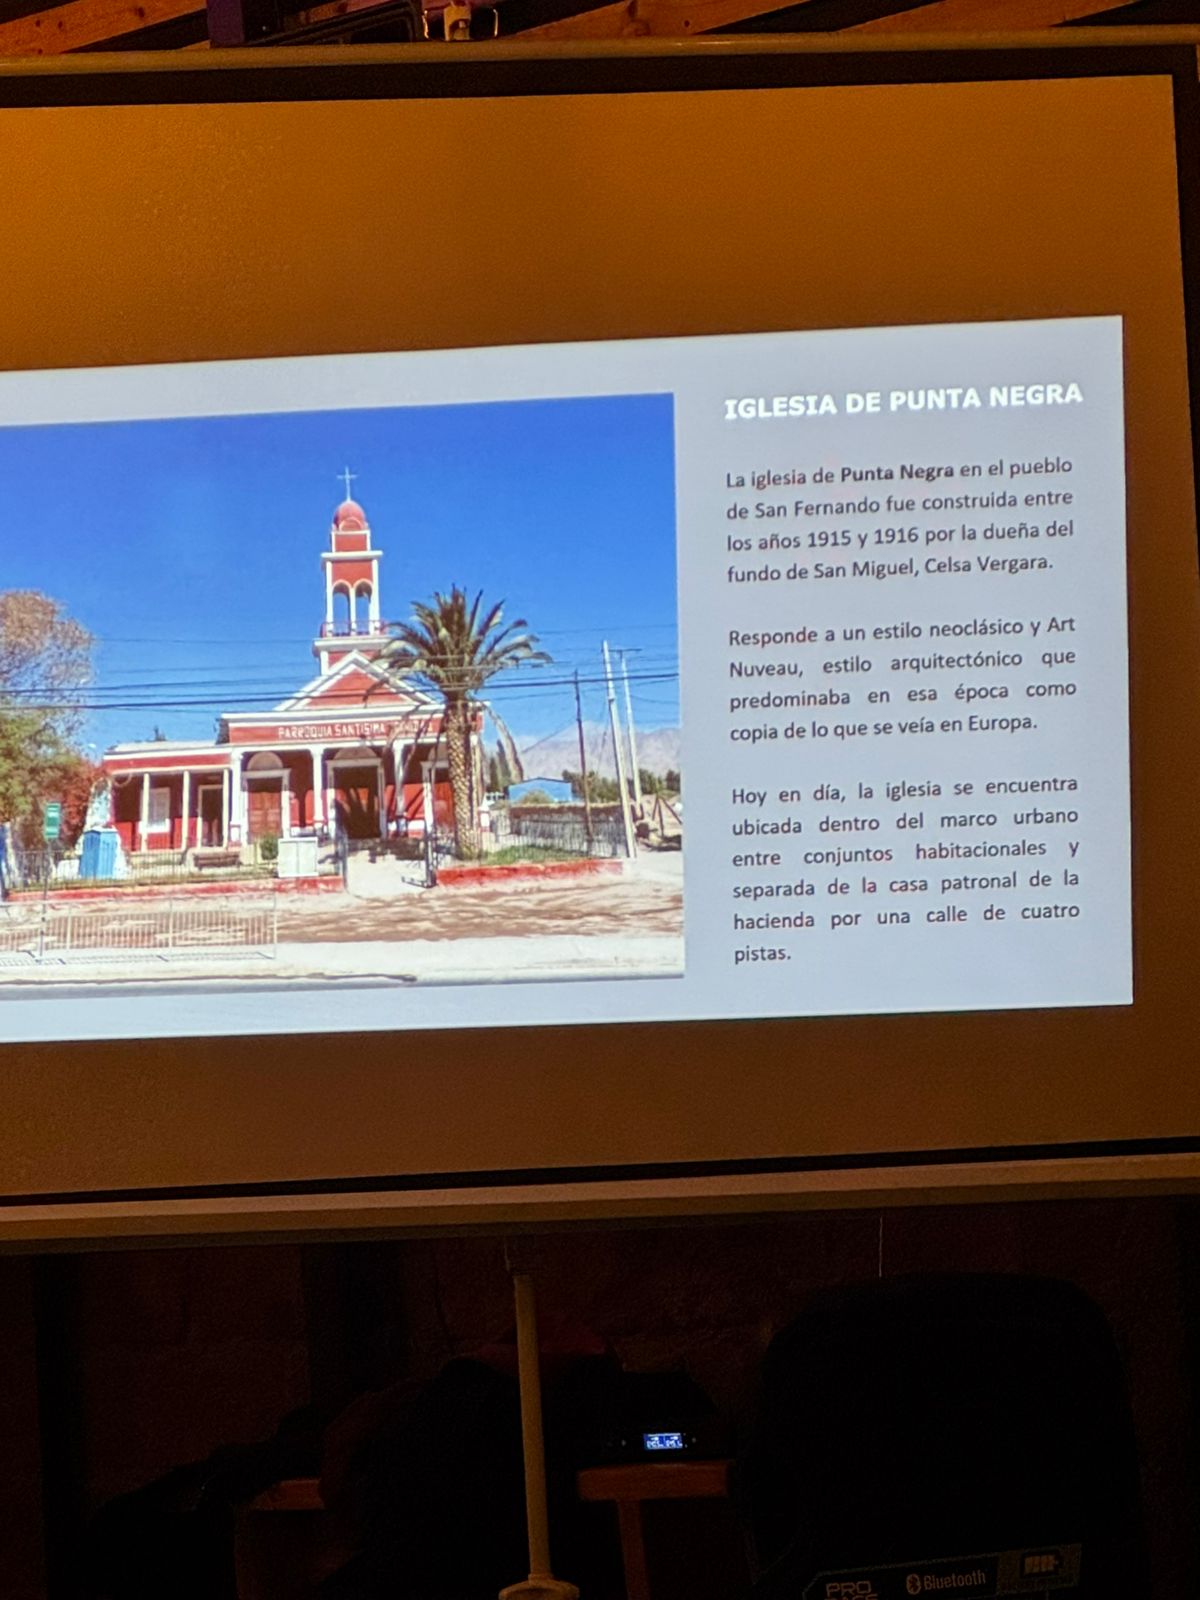 IGLESIA DE PUNTA NEGRA
La iglesia de Punta Negra en el pueblo
de San Fernando fue construida entre
los años 1915 y 1916 por la dueña del
fundo de San Miguel, Celsa Vergara.
Responde a un estilo neoclásico y Art
Nuveau, estilo arquitectónico que
predominaba en esa época como
copia de lo que se veía en Europa.
Hoy en día, la iglesia se encuentra
ubicada dentro del marco urbano
entre conjuntos habitacionales y
separada de la casa patronal de la
hacienda por una calle de cuatro
pistas.
PARROQUIA SANTISIMA
PRO
Bluetooth